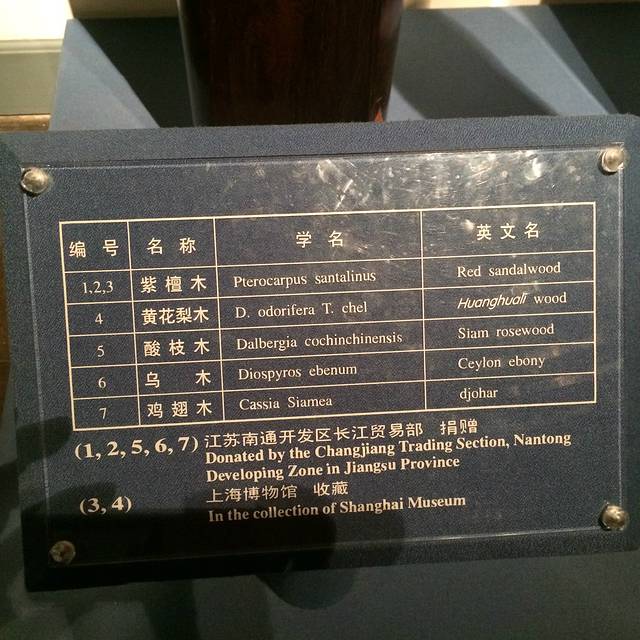 编 号 名 称 学 名 英 文 名
1,2,3 紫 檀 木 Pterocarpus santalinus Red sandalwood
4 黄花梨木 D. odorifera T. chel Huanghuali wood
5 酸 枝 木 Dalbergia cochinchinensis Siam rosewood
6 乌 木 Diospyros ebenum Ceylon ebony
7 鸡 翅 木 Cassia Siamea djohar
(1, 2, 5, 6, 7) 江苏南通开发区长江贸易部 捐赠
Donated by the Changjiang Trading Section, Nantong
Developing Zone in Jiangsu Province
(3, 4) 上海博物馆 收藏
In the collection of Shanghai Museum